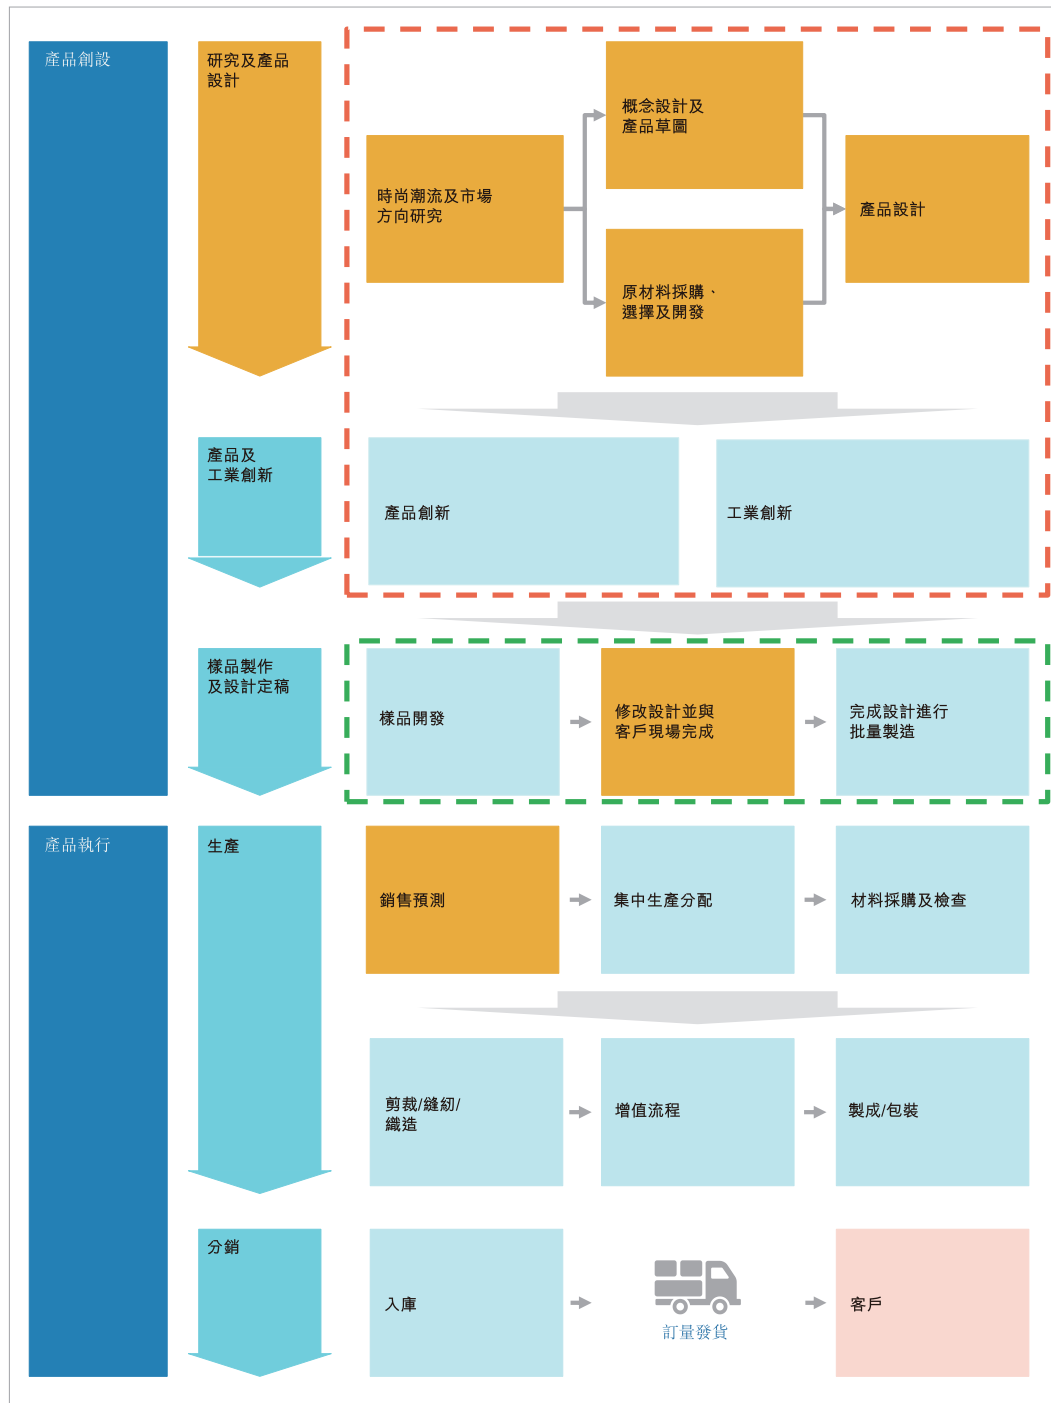 產品創設
研究及產品
設計
時尚潮流及市場
方向研究
概念設計及
產品草圖
原材料採購、
選擇及開發
產品設計
產品及
工業創新
產品創新
工業創新
樣品製作
及設計定稿
樣品開發
修改設計並與
客戶現場完成
完成設計進行
批量製造
產品執行
生產
銷售預測
集中生產分配
材料採購及檢查
剪裁/縫紉/
織造
增值流程
製成/包裝
分銷
入庫
訂量發貨
客戶